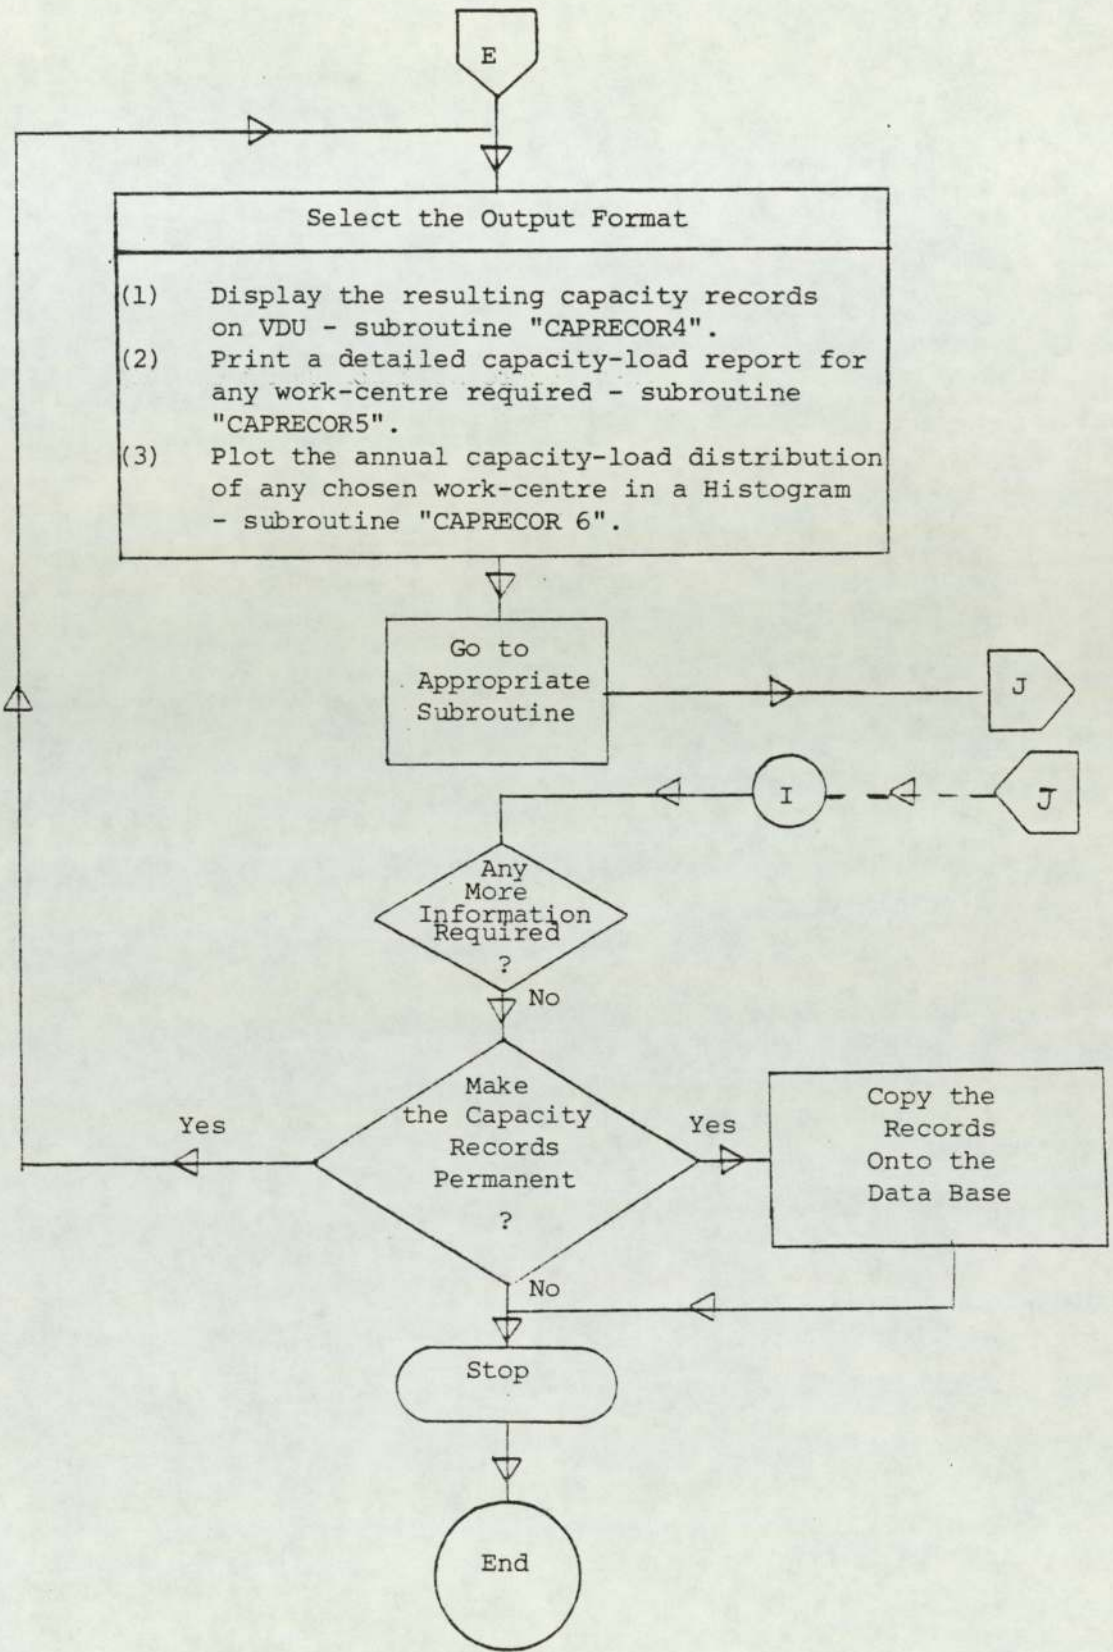 E
Select the Output Format
(1) Display the resulting capacity records
on VDU - subroutine "CAPRECOR4".
(2) Print a detailed capacity-load report for
any work-centre required - subroutine
"CAPRECOR5".
(3) Plot the annual capacity-load distribution
of any chosen work-centre in a Histogram
- subroutine "CAPRECOR 6".
Go to
Appropriate
Subroutine
J
I
J
Any
More
Information
Required
?
No
Make
the Capacity
Records
Permanent
?
Yes
Yes
Copy the
Records
Onto the
Data Base
No
Stop
End